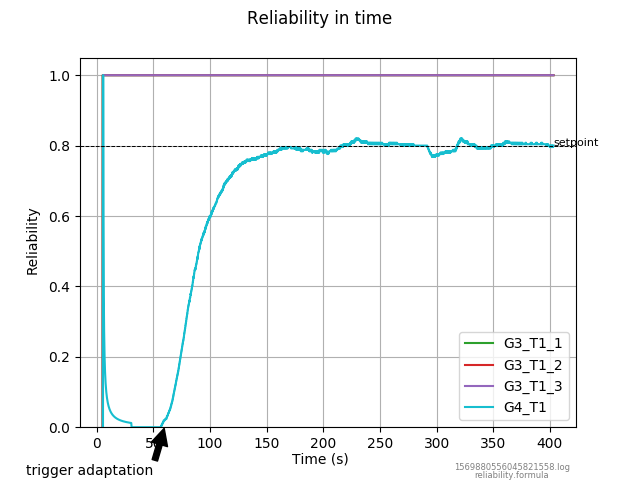 Reliability in time
1.0
0.8
0.6
0.4
0.2
0.0
Reliability
setpoint
G3_T1_1
G3_T1_2
G3_T1_3
G4_T1
0
50
100
150
200
250
300
350
400
Time (s)
trigger adaptation
1569880556045821558.log
reliability.formula